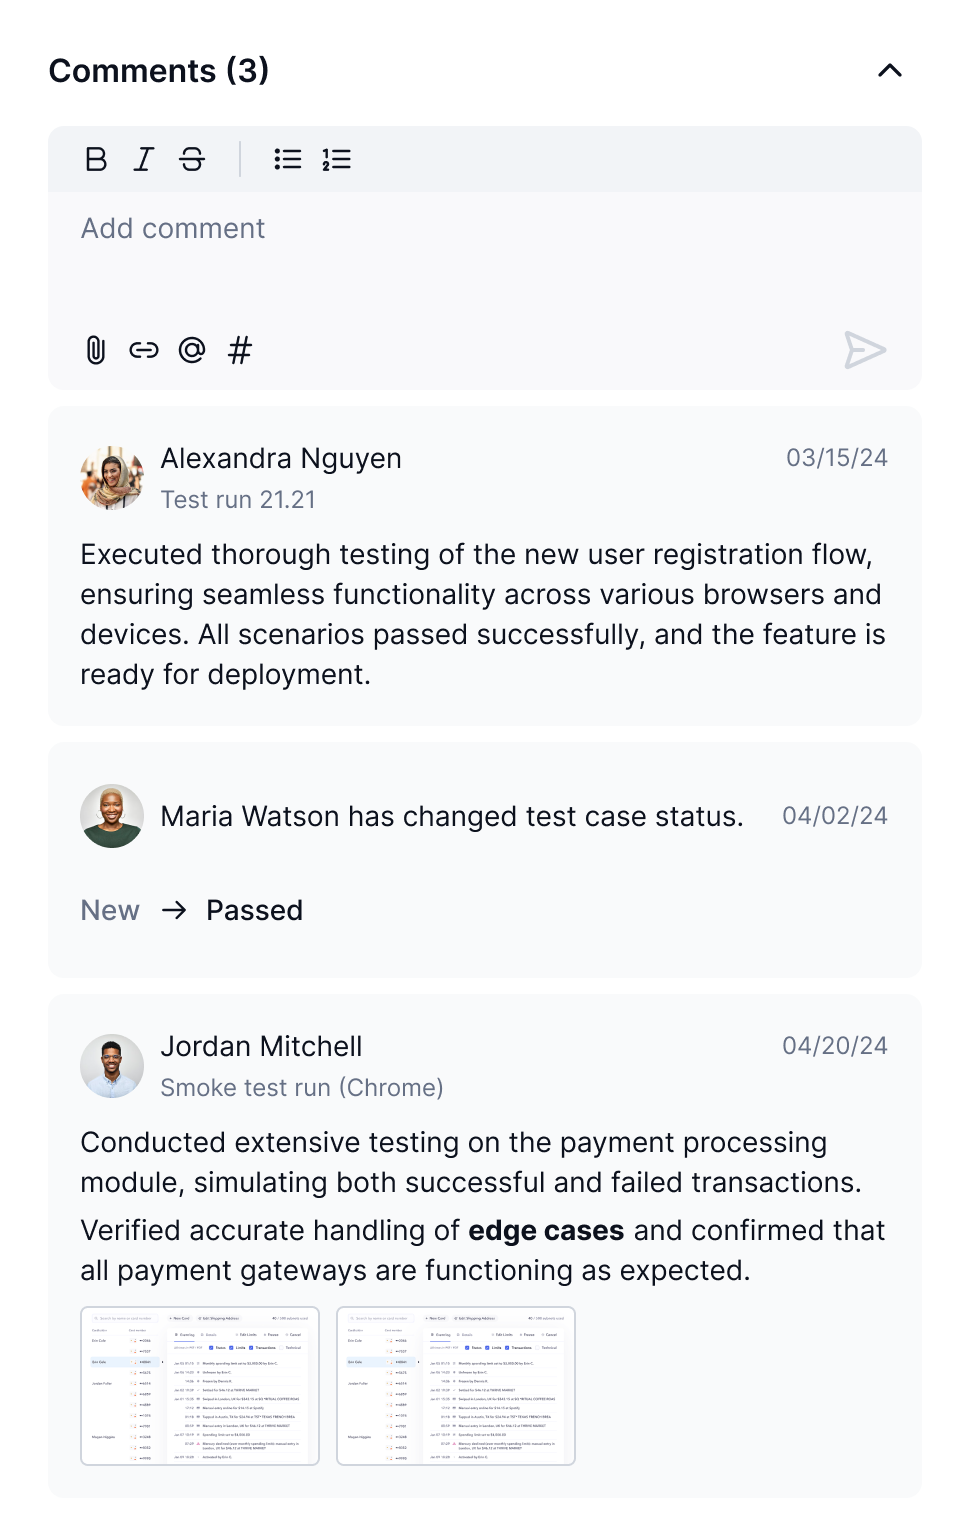 Comments (3)
Add comment
Alexandra Nguyen
03/15/24
Test run 21.21
Executed thorough testing of the new user registration flow,
ensuring seamless functionality across various browsers and
devices. All scenarios passed successfully, and the feature is
ready for deployment.
Maria Watson has changed test case status.
04/02/24
New → Passed
Jordan Mitchell
04/20/24
Smoke test run (Chrome)
Conducted extensive testing on the payment processing
module, simulating both successful and failed transactions.
Verified accurate handling of edge cases and confirmed that
all payment gateways are functioning as expected.